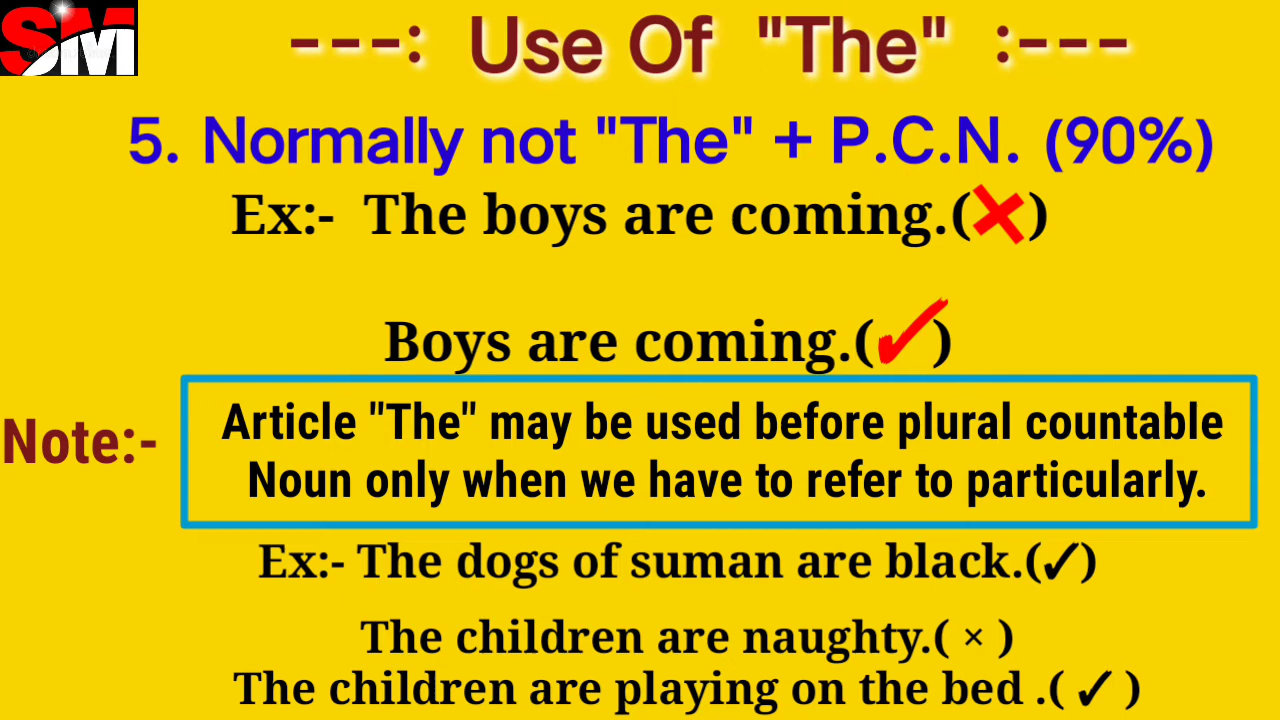 SM
---: Use Of "The" :---
5. Normally not "The" + P.C.N. (90%)
Ex:- The boys are coming.(❌)
Boys are coming.(✓)
Note:-
Article "The" may be used before plural countable
Noun only when we have to refer to particularly.
Ex:- The dogs of suman are black.(✓)
The children are naughty.( × )
The children are playing on the bed .( ✓ )